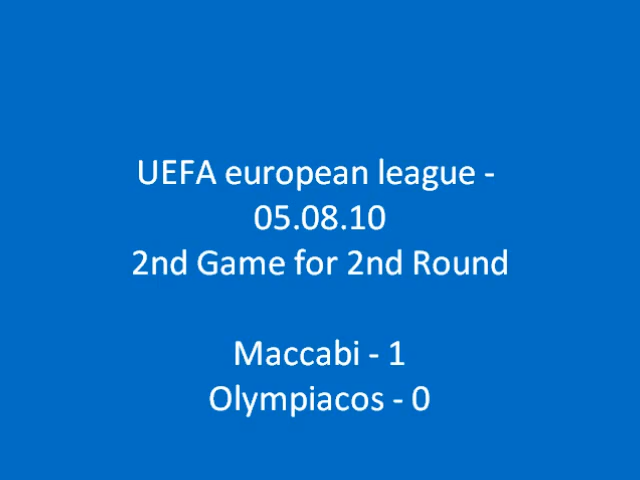 UEFA european league -
05.08.10
2nd Game for 2nd Round
Maccabi - 1
Olympiacos - 0